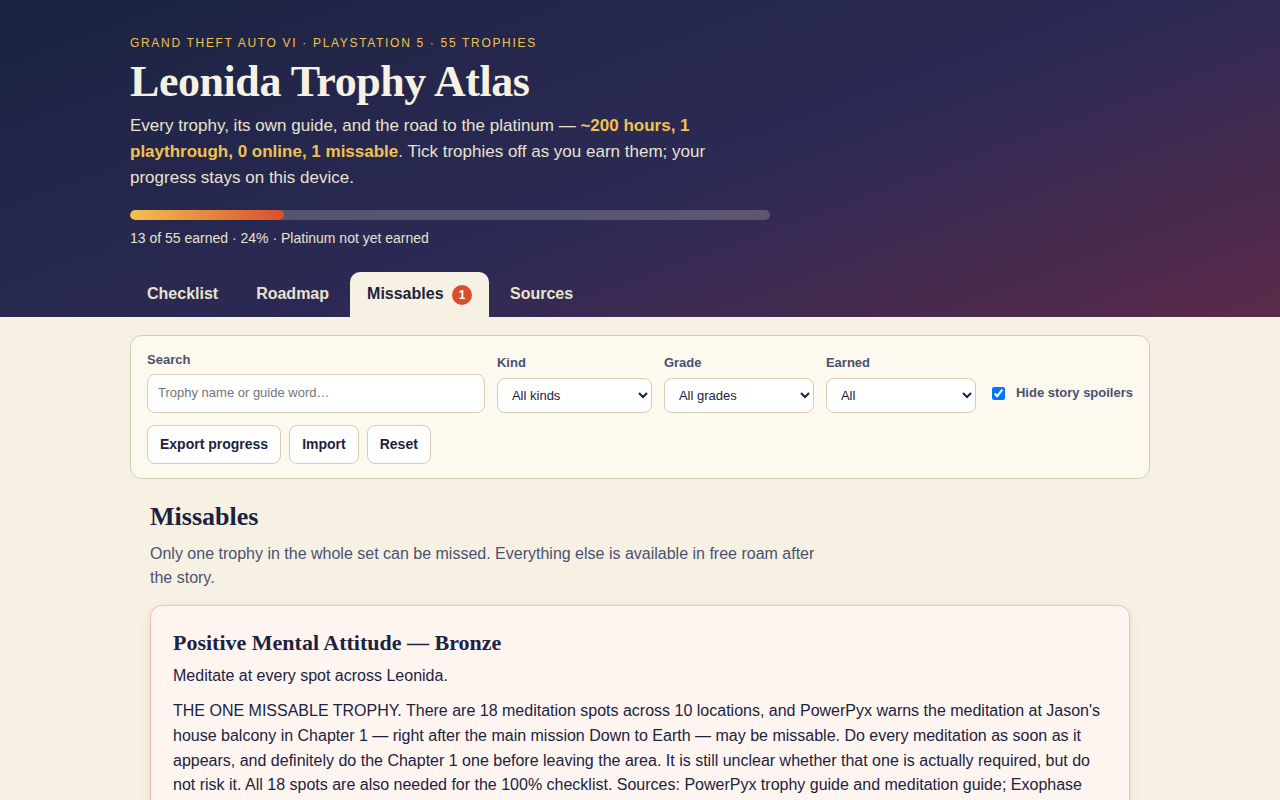 GRAND THEFT AUTO VI · PLAYSTATION 5 · 55 TROPHIES
Leonida Trophy Atlas
Every trophy, its own guide, and the road to the platinum — ~200 hours, 1
playthrough, 0 online, 1 missable. Tick trophies off as you earn them; your
progress stays on this device.
13 of 55 earned · 24% · Platinum not yet earned
Checklist Roadmap Missables 1 Sources
Search Kind Grade Earned
Trophy name or guide word… All kinds All grades All Hide story spoilers
Export progress Import Reset
Missables
Only one trophy in the whole set can be missed. Everything else is available in free roam after
the story.
Positive Mental Attitude — Bronze
Meditate at every spot across Leonida.
THE ONE MISSABLE TROPHY. There are 18 meditation spots across 10 locations, and PowerPyx warns the meditation at Jason's
house balcony in Chapter 1 — right after the main mission Down to Earth — may be missable. Do every meditation as soon as it
appears, and definitely do the Chapter 1 one before leaving the area. It is still unclear whether that one is actually required, but do
not risk it. All 18 spots are also needed for the 100% checklist. Sources: PowerPyx trophy guide and meditation guide; Exophase